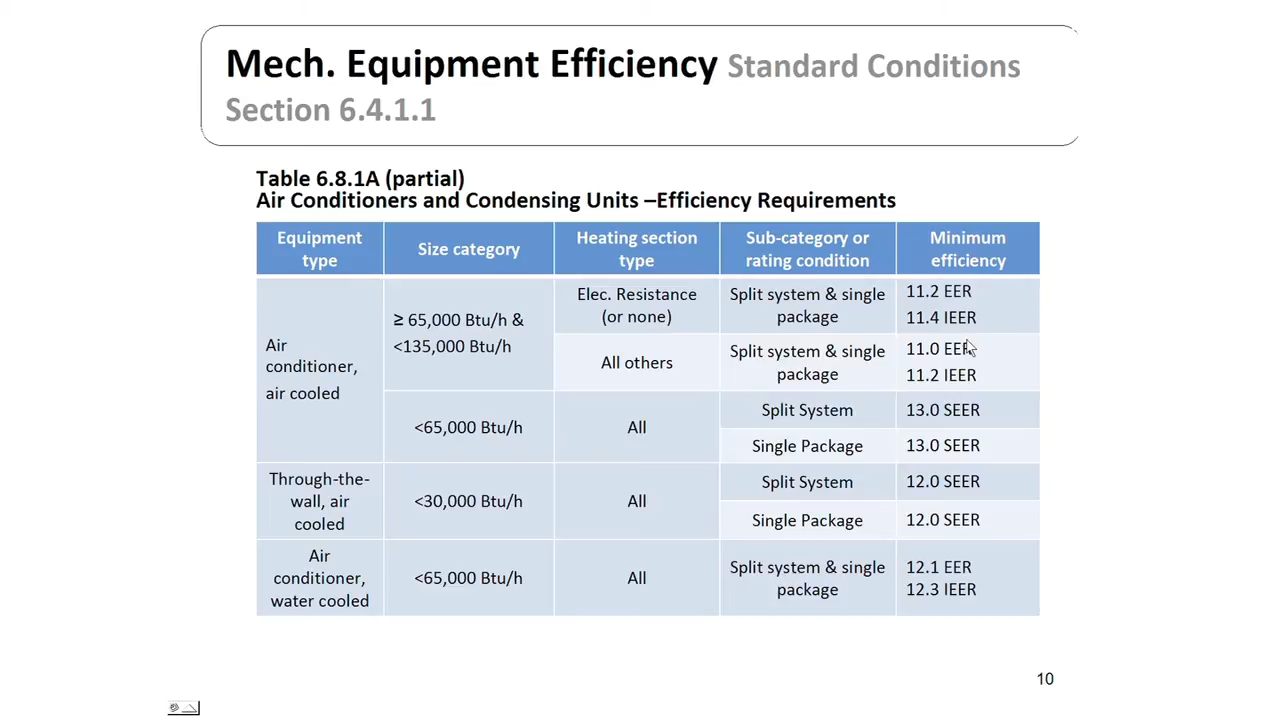 Mech. Equipment Efficiency Standard Conditions
Section 6.4.1.1
Table 6.8.1A (partial)
Air Conditioners and Condensing Units –Efficiency Requirements
Equipment
type
Size category
Heating section
type
Sub-category or
rating condition
Minimum
efficiency
Air
conditioner,
air cooled
≥ 65,000 Btu/h &
<135,000 Btu/h
Elec. Resistance
(or none)
Split system & single
package
11.2 EER
11.4 IEER
All others
Split system & single
package
11.0 EER
11.2 IEER
<65,000 Btu/h
All
Split System
13.0 SEER
Single Package
13.0 SEER
Through-the-
wall, air
cooled
<30,000 Btu/h
All
Split System
12.0 SEER
Single Package
12.0 SEER
Air
conditioner,
water cooled
<65,000 Btu/h
All
Split system & single
package
12.1 EER
12.3 IEER
10